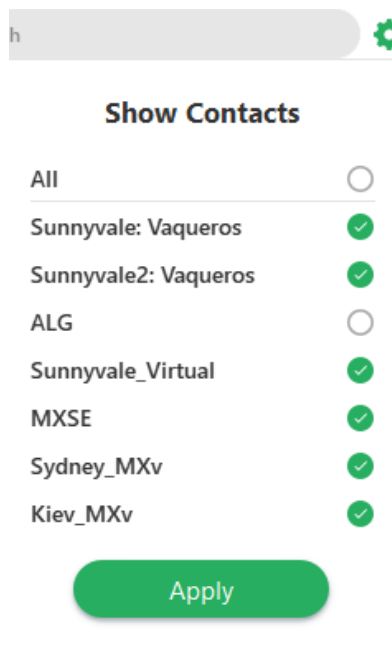 h
Show Contacts
All
Sunnyvale: Vaqueros
Sunnyvale2: Vaqueros
ALG
Sunnyvale_Virtual
MXSE
Sydney_MXv
Kiev_MXv
Apply